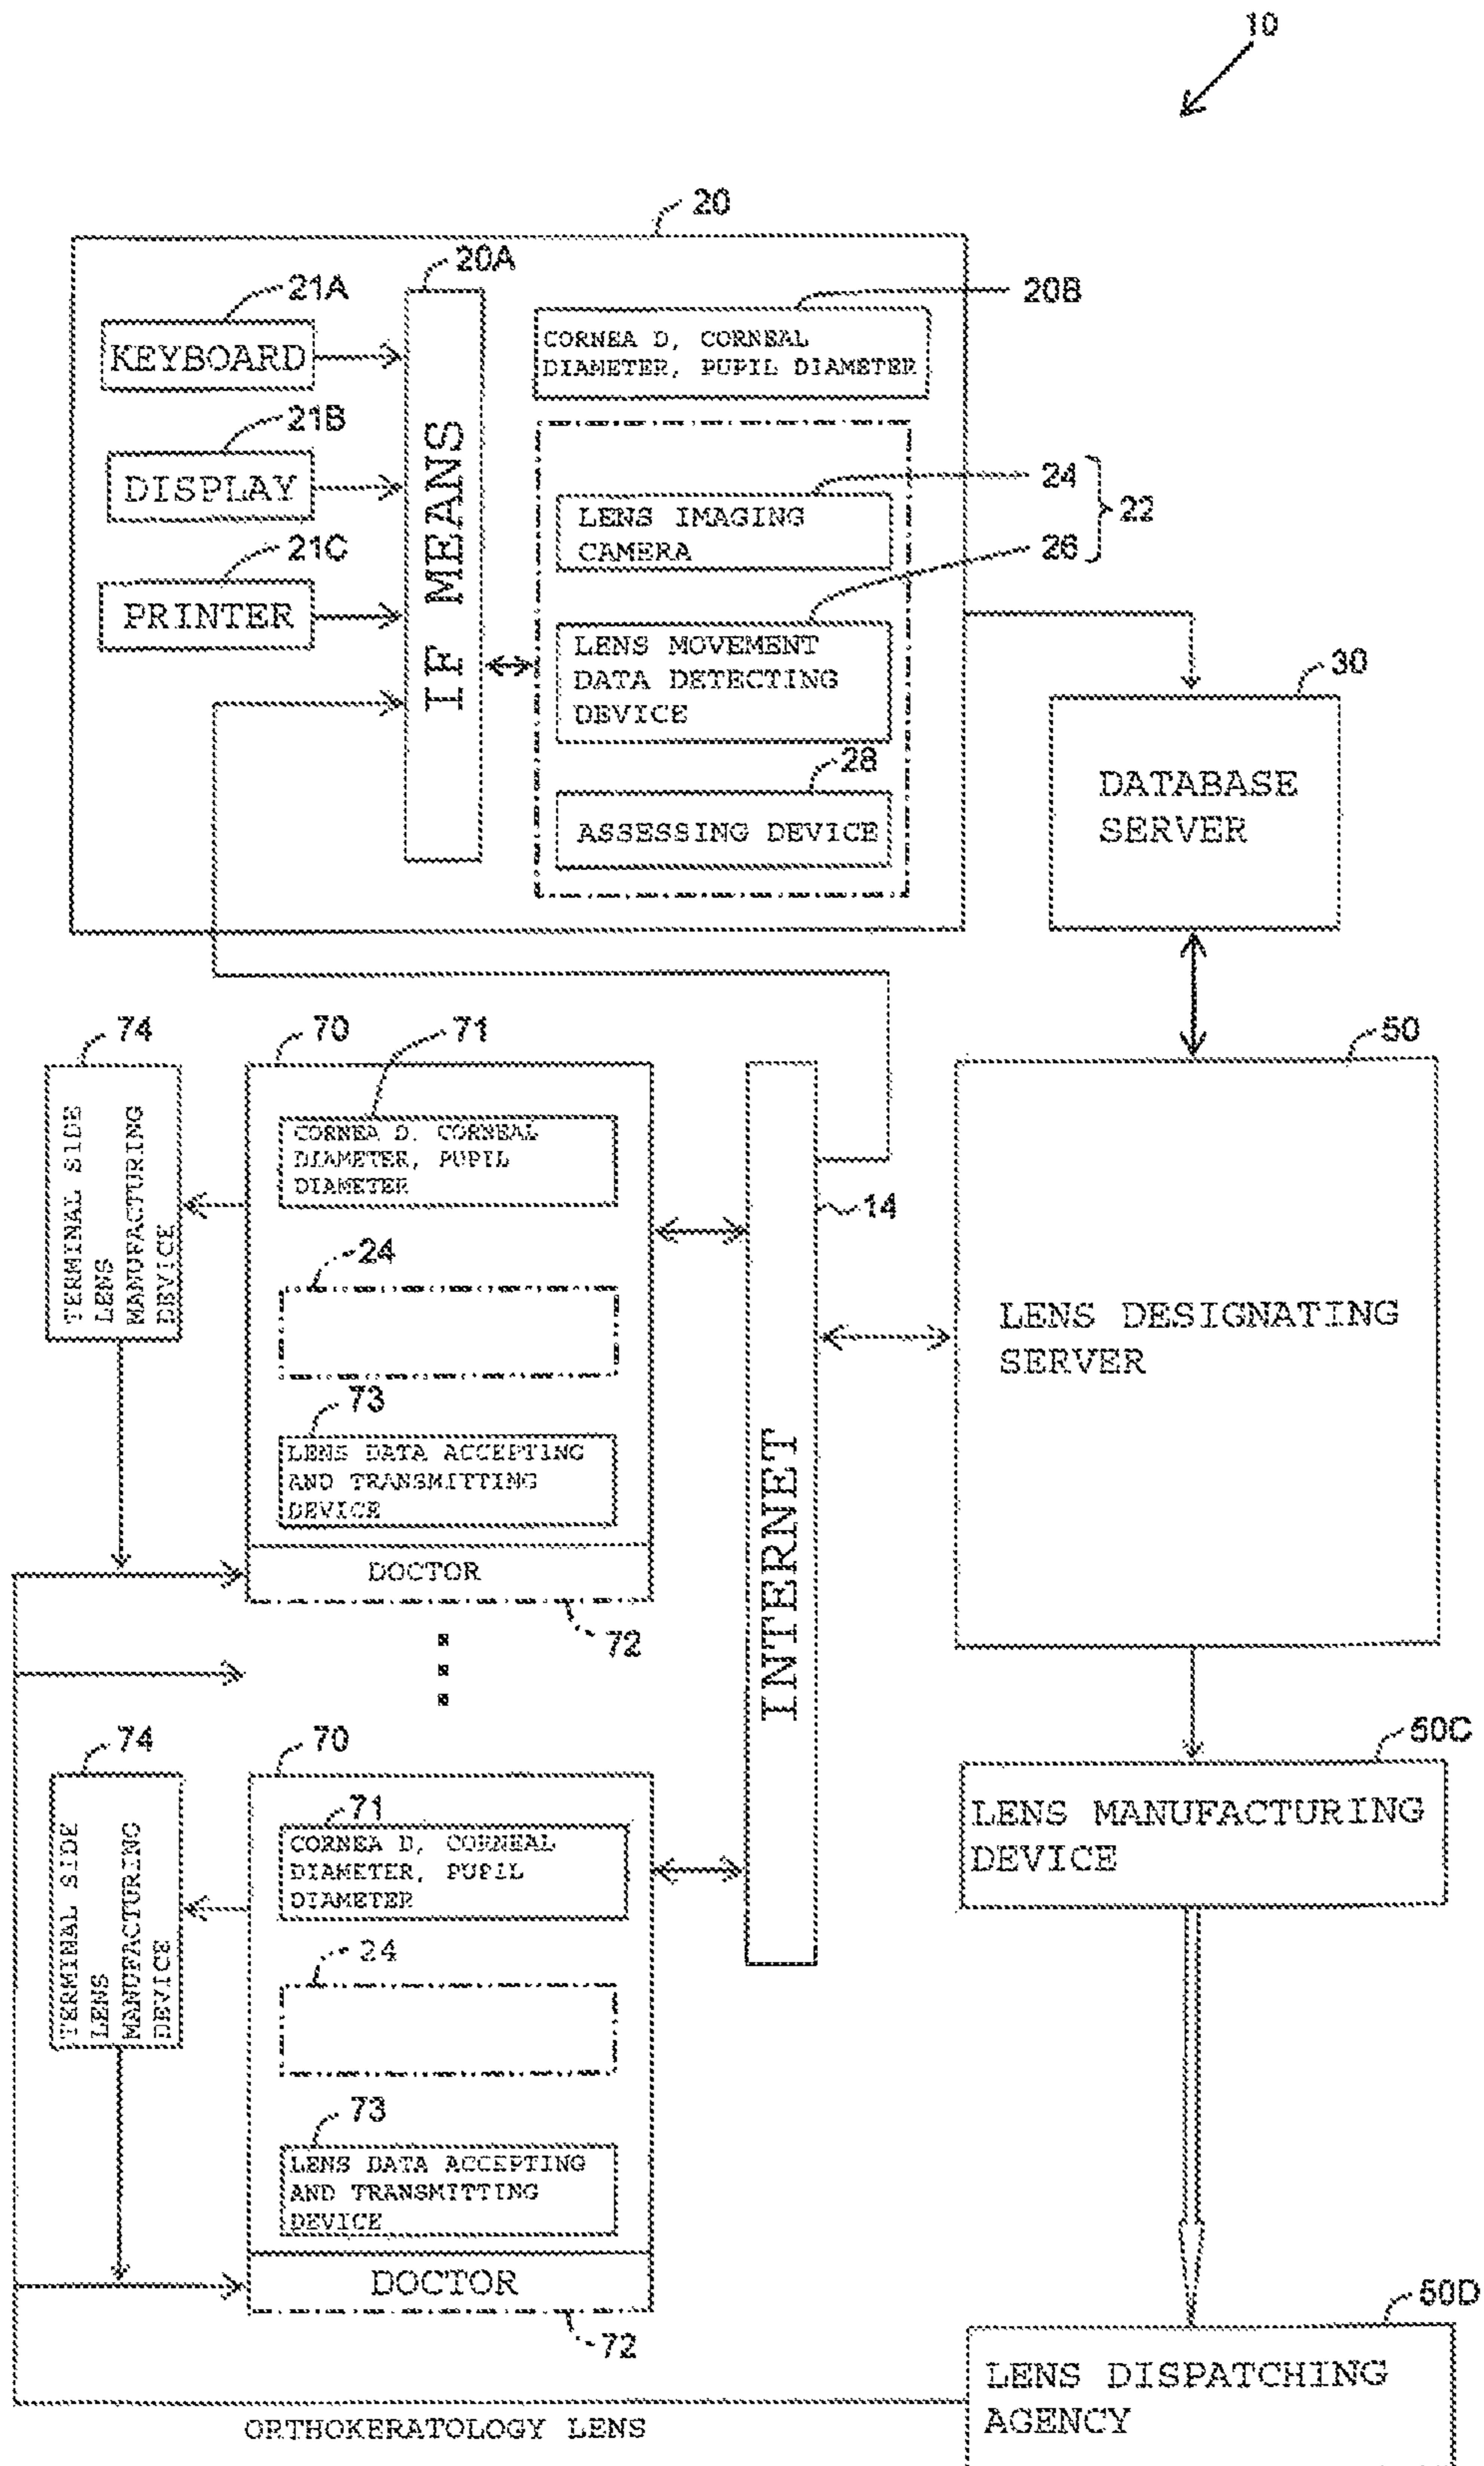 10
20
20A
21A
20B
KEYBOARD
CORNEA D, CORNEAL
DIAMETER, PUPIL DIAMETER
21B
DISPLAY
IF MEANS
24
22
LENS IMAGING
CAMERA
21C
26
PRINTER
LENS MOVEMENT
DATA DETECTING
DEVICE
30
28
DATABASE
SERVER
ASSESSING DEVICE
74
70
71
50
TERMINAL SIDE
LENS
MANUFACTURING
DEVICE
CORNEA D. CORNEAL
DIAMETER, PUPIL
DIAMETER
14
24
LENS DESIGNATING
SERVER
73
LENS DATA ACCEPTING
AND TRANSMITTING
DEVICE
INTERNET
DOCTOR
72
74
70
50C
71
TERMINAL SIDE
LENS
MANUFACTURING
DEVICE
CORNEA D, CORNEAL
DIAMETER, PUPIL
DIAMETER
LENS MANUFACTURING
DEVICE
24
73
LENS DATA ACCEPTING
AND TRANSMITTING
DEVICE
DOCTOR
72
50D
LENS DISPATCHING
AGENCY
ORTHOKERATOLOGY LENS